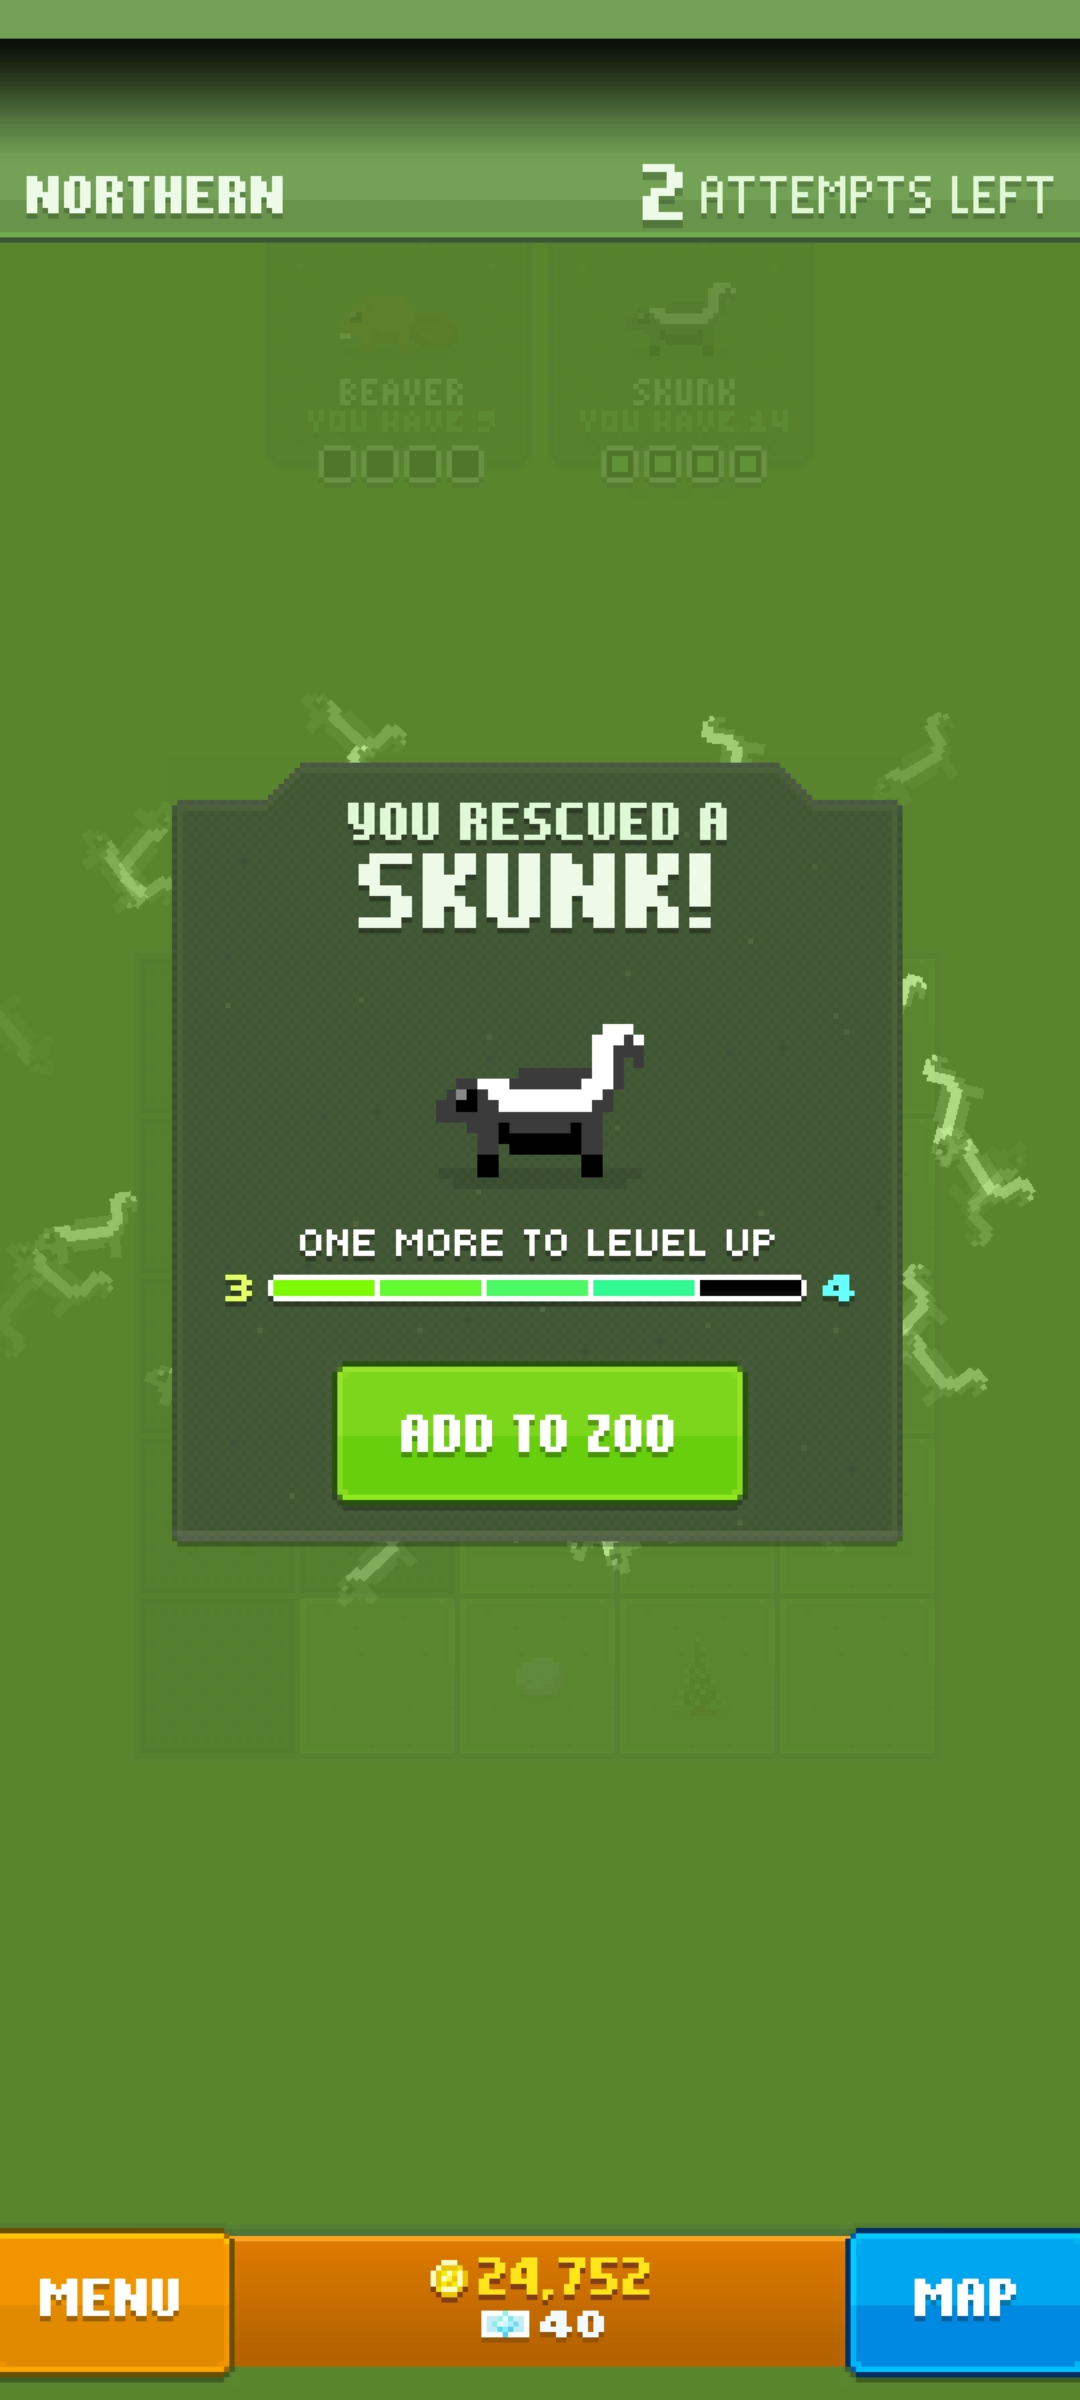 NORTHERN
2 ATTEMPTS LEFT
BEAVER
YOU HAVE 9
SKUNK
YOU HAVE 14
YOU RESCUED A
SKUNK!
ONE MORE TO LEVEL UP
3
4
ADD TO ZOO
MENU
24,752
40
MAP